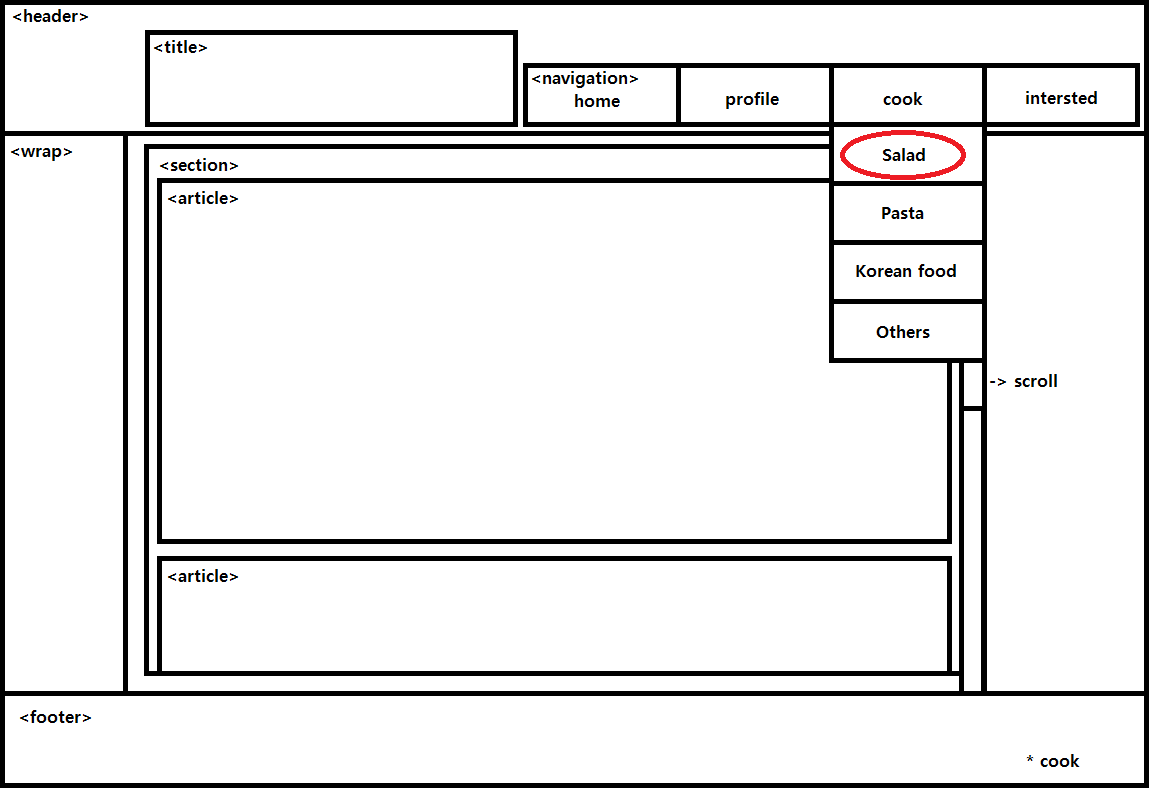 <header>
<title>
<navigation>
home
profile
cook
intersted
<wrap>
<section>
<article>
Salad
Pasta
Korean food
Others
-> scroll
<article>
<footer>
* cook